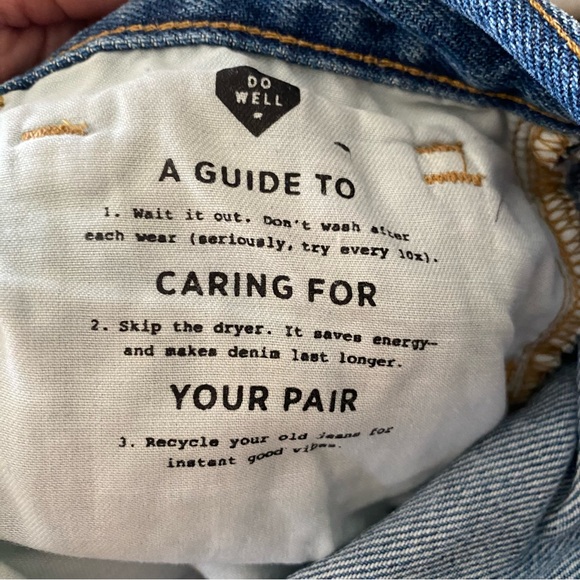 DO
WELL
A GUIDE TO
1. Wait it out. Don't wash after
each wear (seriously, try every 10x).
CARING FOR
2. Skip the dryer. It saves energy—
and makes denim last longer.
YOUR PAIR
3. Recycle your old jeans for
instant good vibes.